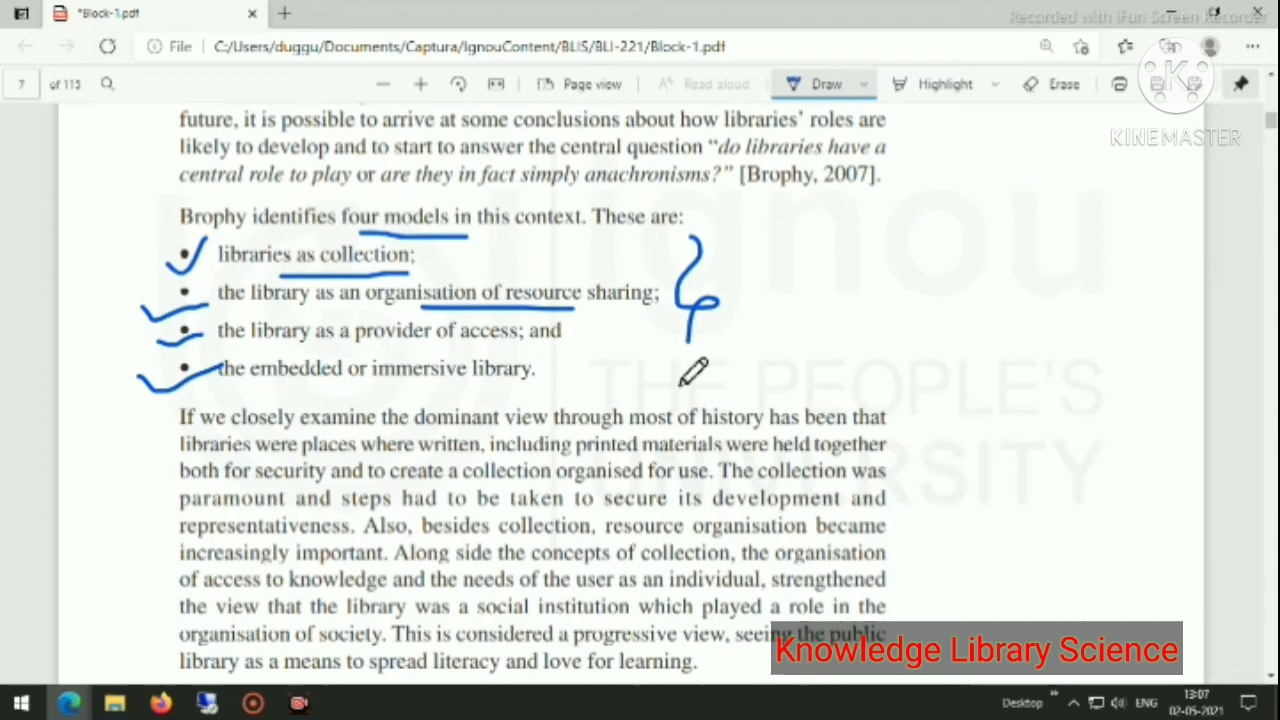 *Block-1.pdf
Recorded with iFun Screen Recorder
File C:/Users/duggu/Documents/Captura/IgnouContent/BLIS/BLI-221/Block-1.pdf
7 of 115 Page view Read aloud Draw Highlight Erase
K
KINEMASTER
future, it is possible to arrive at some conclusions about how libraries' roles are
likely to develop and to start to answer the central question "do libraries have a
central role to play or are they in fact simply anachronisms?" [Brophy, 2007].
Brophy identifies four models in this context. These are:
• libraries as collection;
• the library as an organisation of resource sharing;
• the library as a provider of access; and
• the embedded or immersive library.
ignou
THE PEOPLE'S
UNIVERSITY
If we closely examine the dominant view through most of history has been that
libraries were places where written, including printed materials were held together
both for security and to create a collection organised for use. The collection was
paramount and steps had to be taken to secure its development and
representativeness. Also, besides collection, resource organisation became
increasingly important. Along side the concepts of collection, the organisation
of access to knowledge and the needs of the user as an individual, strengthened
the view that the library was a social institution which played a role in the
organisation of society. This is considered a progressive view, seeing the public
library as a means to spread literacy and love for learning.
Knowledge Library Science
Desktop ENG 13:07
02-05-2021